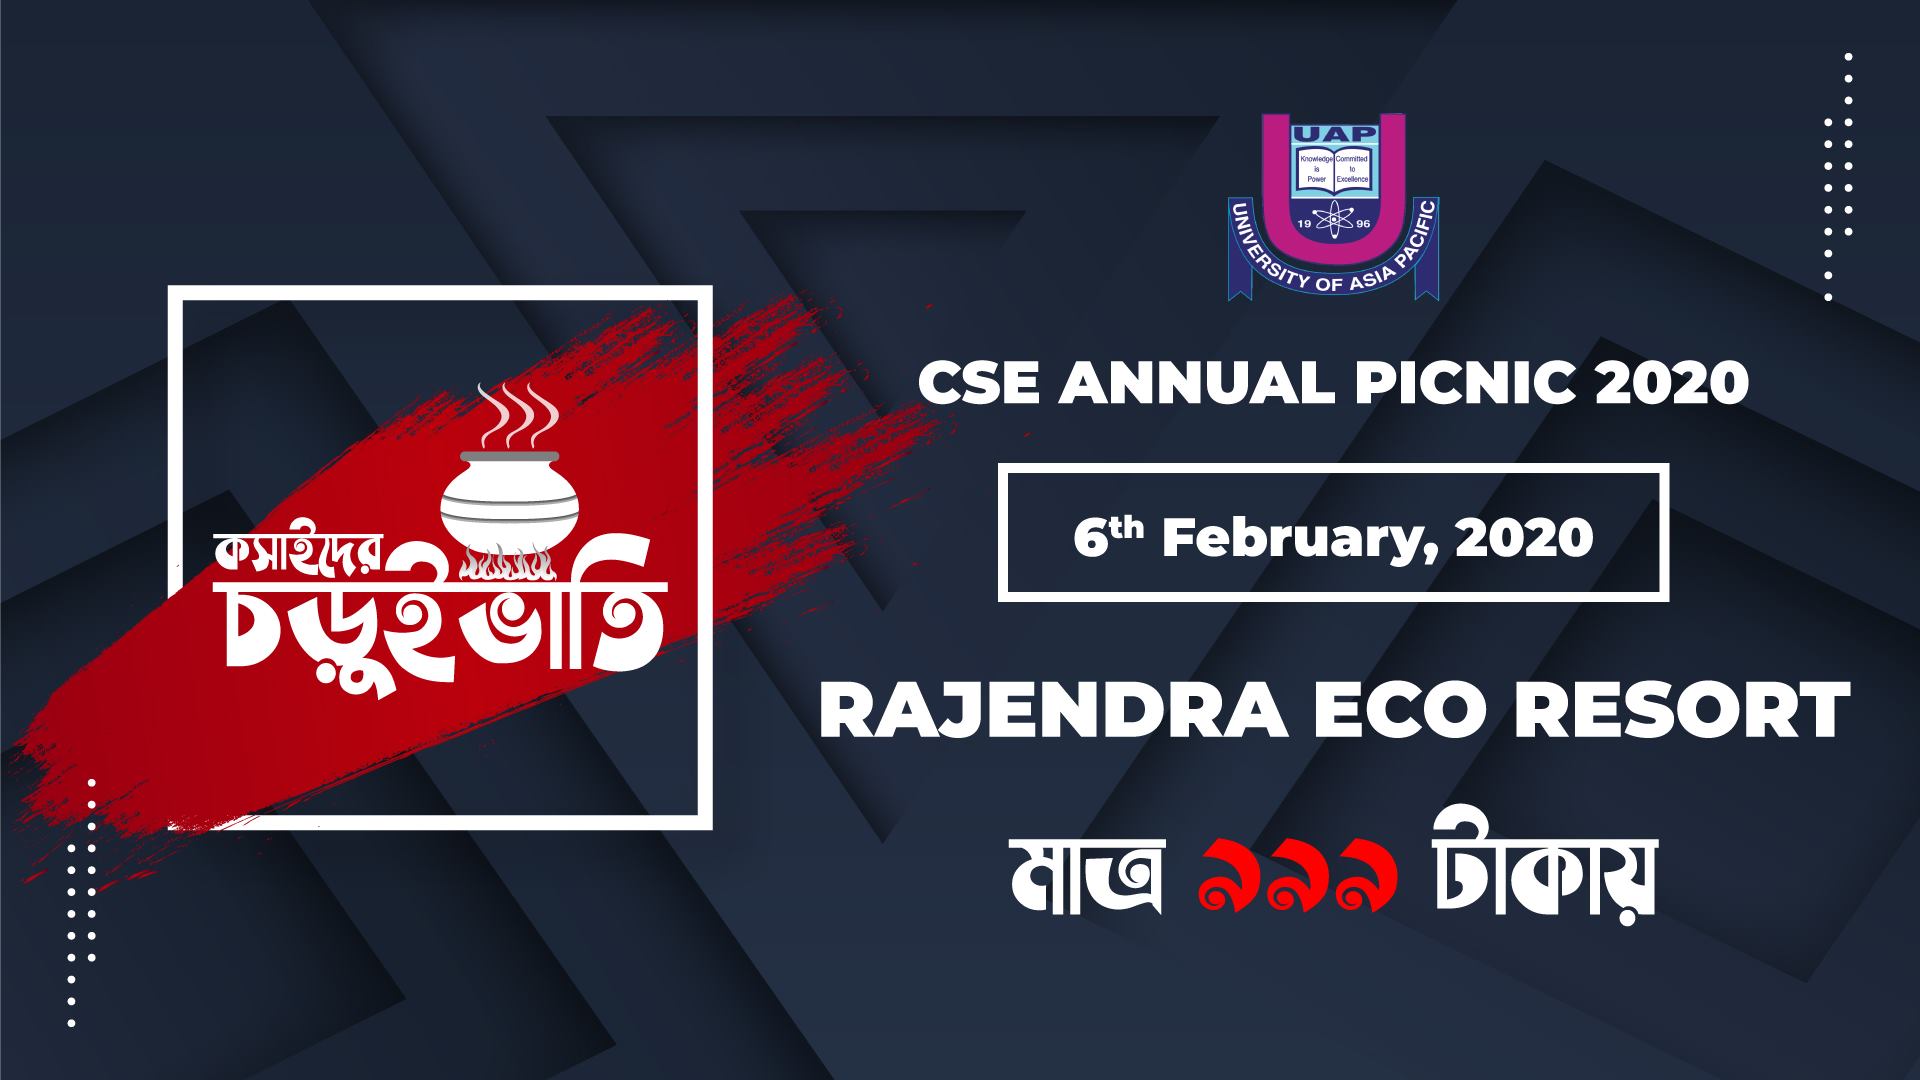 UAP
Knowledge is Power
Committed to Excellence
19 96
UNIVERSITY OF ASIA PACIFIC
কসাইদের
চড়ুইভাতি
CSE ANNUAL PICNIC 2020
6th February, 2020
RAJENDRA ECO RESORT
মাত্র ৯৯৯ টাকায়